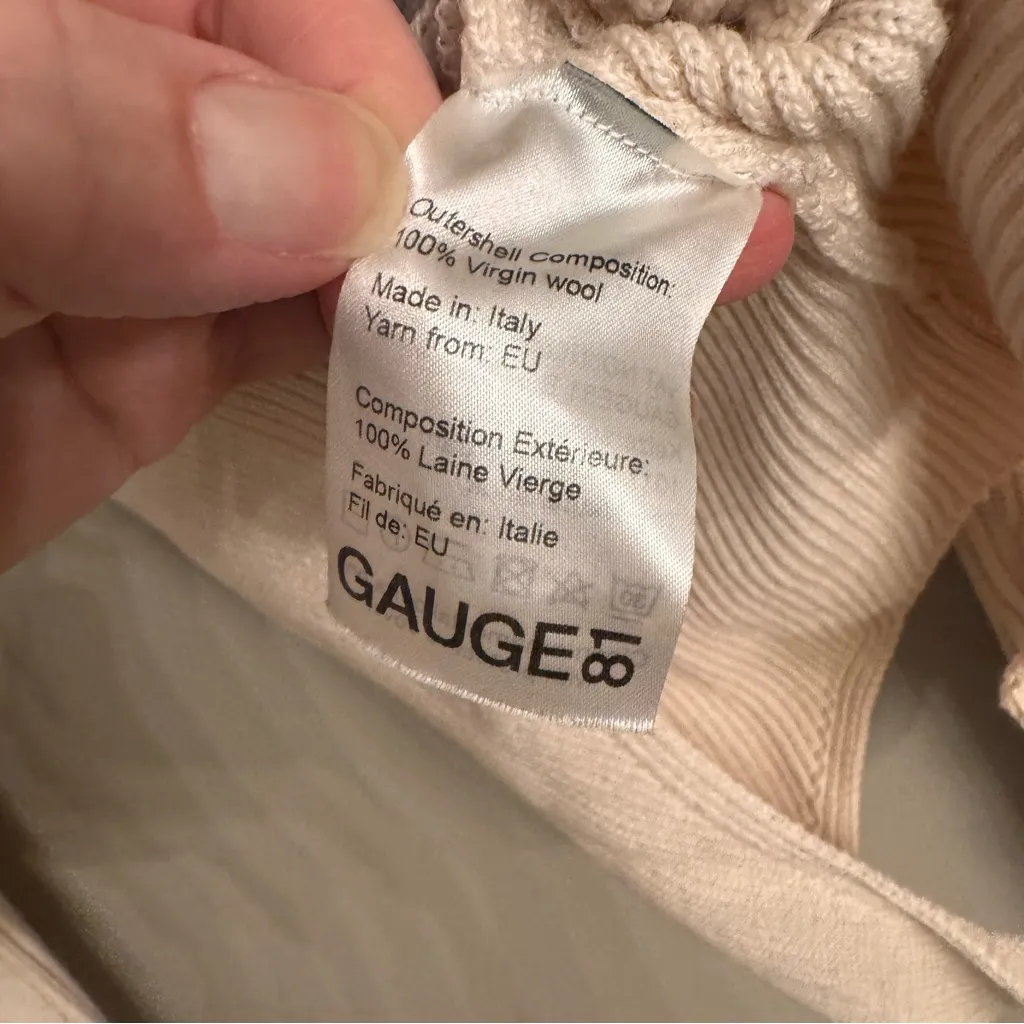 Outershell composition:
100% Virgin wool
Made in: Italy
Yarn from: EU
Composition Extérieure:
100% Laine Vierge
Fabriqué en: Italie
Fil de: EU
GAUGE81